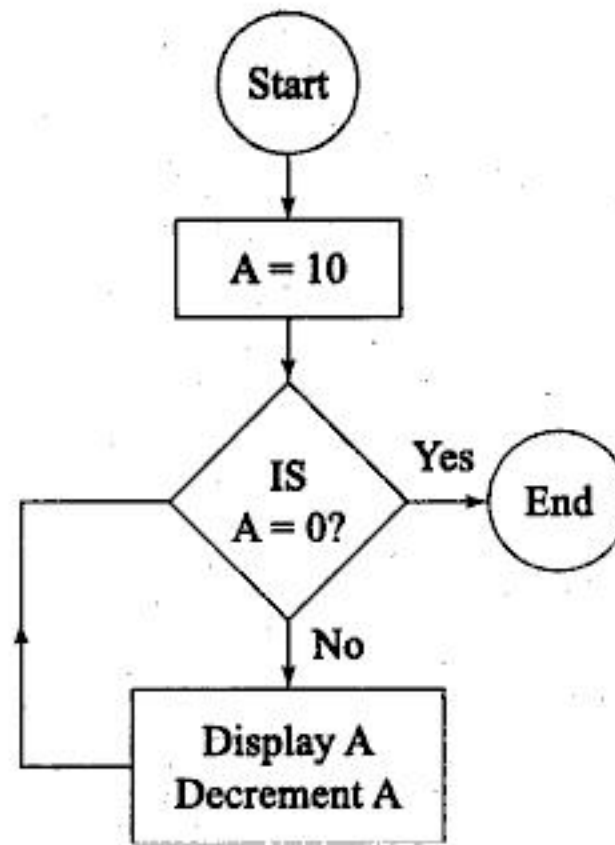 Start
A = 10
IS
A = 0?
Yes
End
No
Display A
Decrement A